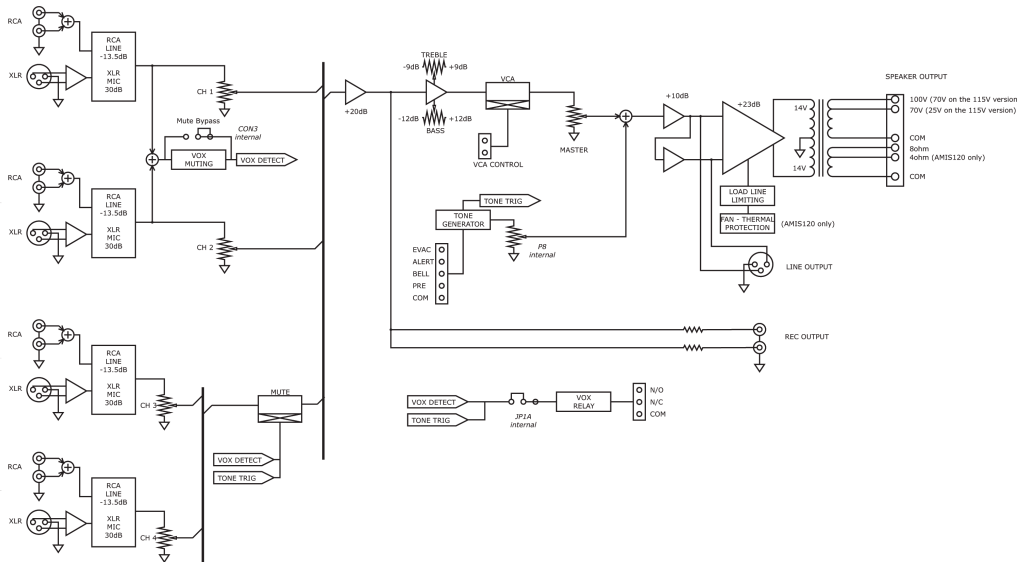 RCA
RCA
LINE
-13.5dB
XLR
MIC
30dB
XLR
CH 1
Mute Bypass
CON3
internal
VOX
MUTING
VOX DETECT
RCA
RCA
LINE
-13.5dB
XLR
MIC
30dB
XLR
CH 2
RCA
RCA
LINE
-13.5dB
XLR
MIC
30dB
XLR
CH 3
MUTE
VOX DETECT
TONE TRIG
RCA
RCA
LINE
-13.5dB
XLR
MIC
30dB
XLR
CH 4
+20dB
TREBLE
-9dB
+9dB
-12dB
+12dB
BASS
VCA
VCA CONTROL
MASTER
TONE TRIG
TONE
GENERATOR
P8
internal
EVAC
ALERT
BELL
PRE
COM
+10dB
+23dB
14V
14V
LOAD LINE
LIMITING
FAN - THERMAL
PROTECTION
(AMIS120 only)
LINE OUTPUT
SPEAKER OUTPUT
100V (70V on the 115V version
70V (25V on the 115V version)
COM
8ohm
4ohm (AMIS120 only)
COM
REC OUTPUT
VOX DETECT
TONE TRIG
JP1A
internal
VOX
RELAY
N/O
N/C
COM